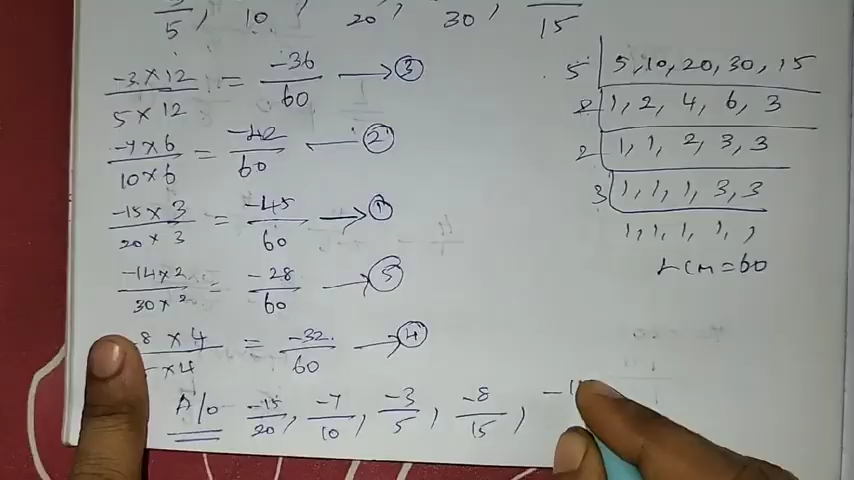 5, 10, 20, 30, 15
-3 × 12 / 5 × 12 = -36 / 60 → ③
-7 × 6 / 10 × 6 = -42 / 60 ← ②
-15 × 3 / 20 × 3 = -45 / 60 → ①
-14 × 2 / 30 × 2 = -28 / 60 → ⑤
8 × 4 / × 4 = -32 / 60 → ④
A/o -15/20, -7/10, -3/5, -8/15, -1
5 | 5, 10, 20, 30, 15
2 | 1, 2, 4, 6, 3
2 | 1, 1, 2, 3, 3
3 | 1, 1, 1, 3, 3
1, 1, 1, 1, ,
LCM = 60